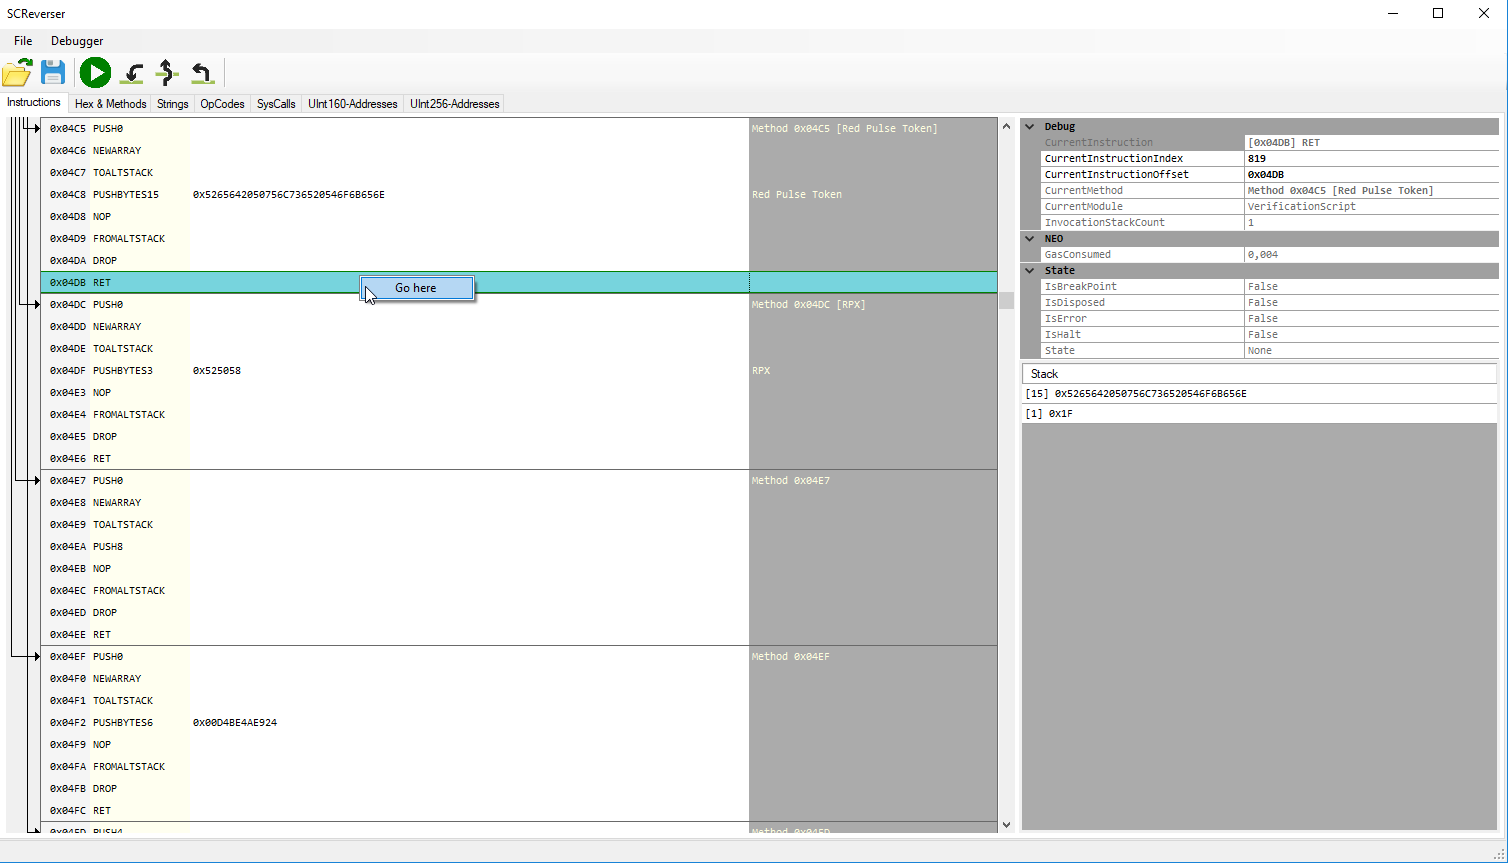 SCReverser
File Debugger
Instructions Hex & Methods Strings OpCodes SysCalls UInt160-Addresses UInt256-Addresses
0x04C5 PUSH0 Method 0x04C5 [Red Pulse Token]
0x04C6 NEWARRAY
0x04C7 TOALTSTACK
0x04C8 PUSHBYTES15 0x5265642050756C736520546F6B656E Red Pulse Token
0x04D8 NOP
0x04D9 FROMALTSTACK
0x04DA DROP
0x04DB RET
Go here
0x04DC PUSH0 Method 0x04DC [RPX]
0x04DD NEWARRAY
0x04DE TOALTSTACK
0x04DF PUSHBYTES3 0x525058 RPX
0x04E3 NOP
0x04E4 FROMALTSTACK
0x04E5 DROP
0x04E6 RET
0x04E7 PUSH0 Method 0x04E7
0x04E8 NEWARRAY
0x04E9 TOALTSTACK
0x04EA PUSH8
0x04EB NOP
0x04EC FROMALTSTACK
0x04ED DROP
0x04EE RET
0x04EF PUSH0 Method 0x04EF
0x04F0 NEWARRAY
0x04F1 TOALTSTACK
0x04F2 PUSHBYTES6 0x00D4BE4AE924
0x04F9 NOP
0x04FA FROMALTSTACK
0x04FB DROP
0x04FC RET
0x04FD PUSH4 Method 0x04FD
Debug
CurrentInstruction [0x04DB] RET
CurrentInstructionIndex 819
CurrentInstructionOffset 0x04DB
CurrentMethod Method 0x04C5 [Red Pulse Token]
CurrentModule VerificationScript
InvocationStackCount 1
NEO
GasConsumed 0,004
State
IsBreakPoint False
IsDisposed False
IsError False
IsHalt False
State None
Stack
[15] 0x5265642050756C736520546F6B656E
[1] 0x1F